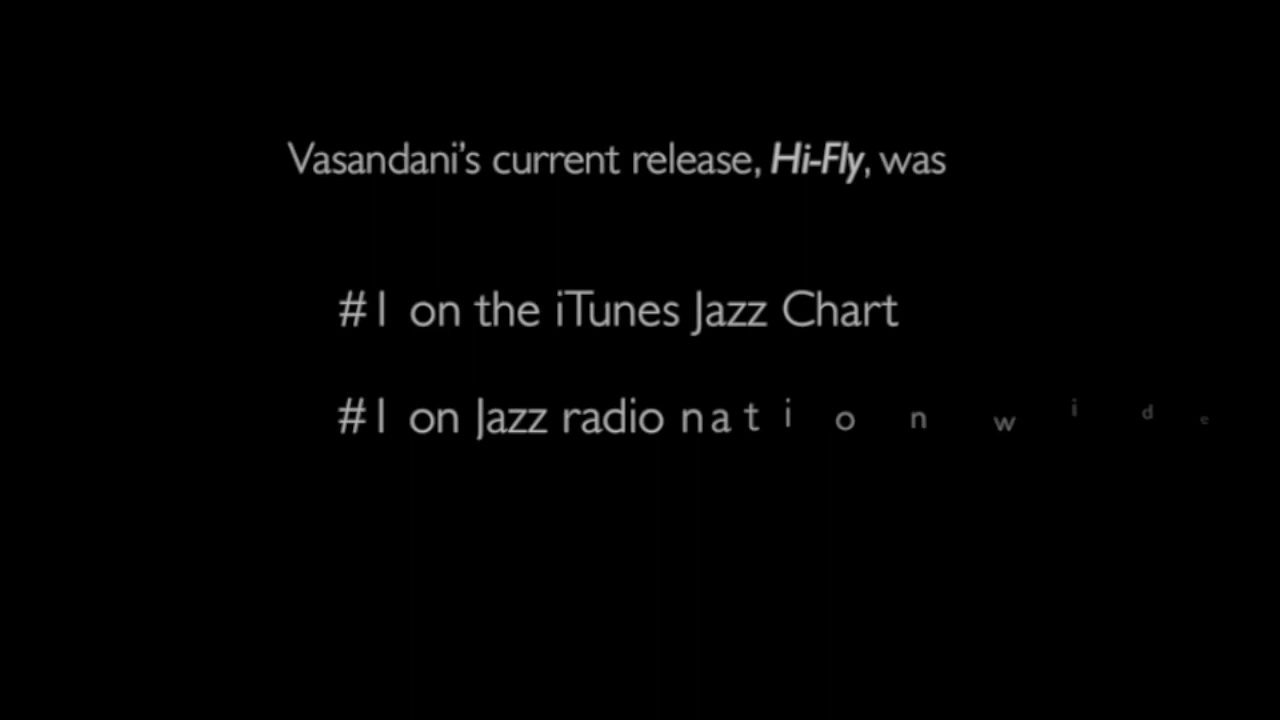 Vasandani’s current release, Hi-Fly, was
#1 on the iTunes Jazz Chart
#1 on Jazz radio nationwide